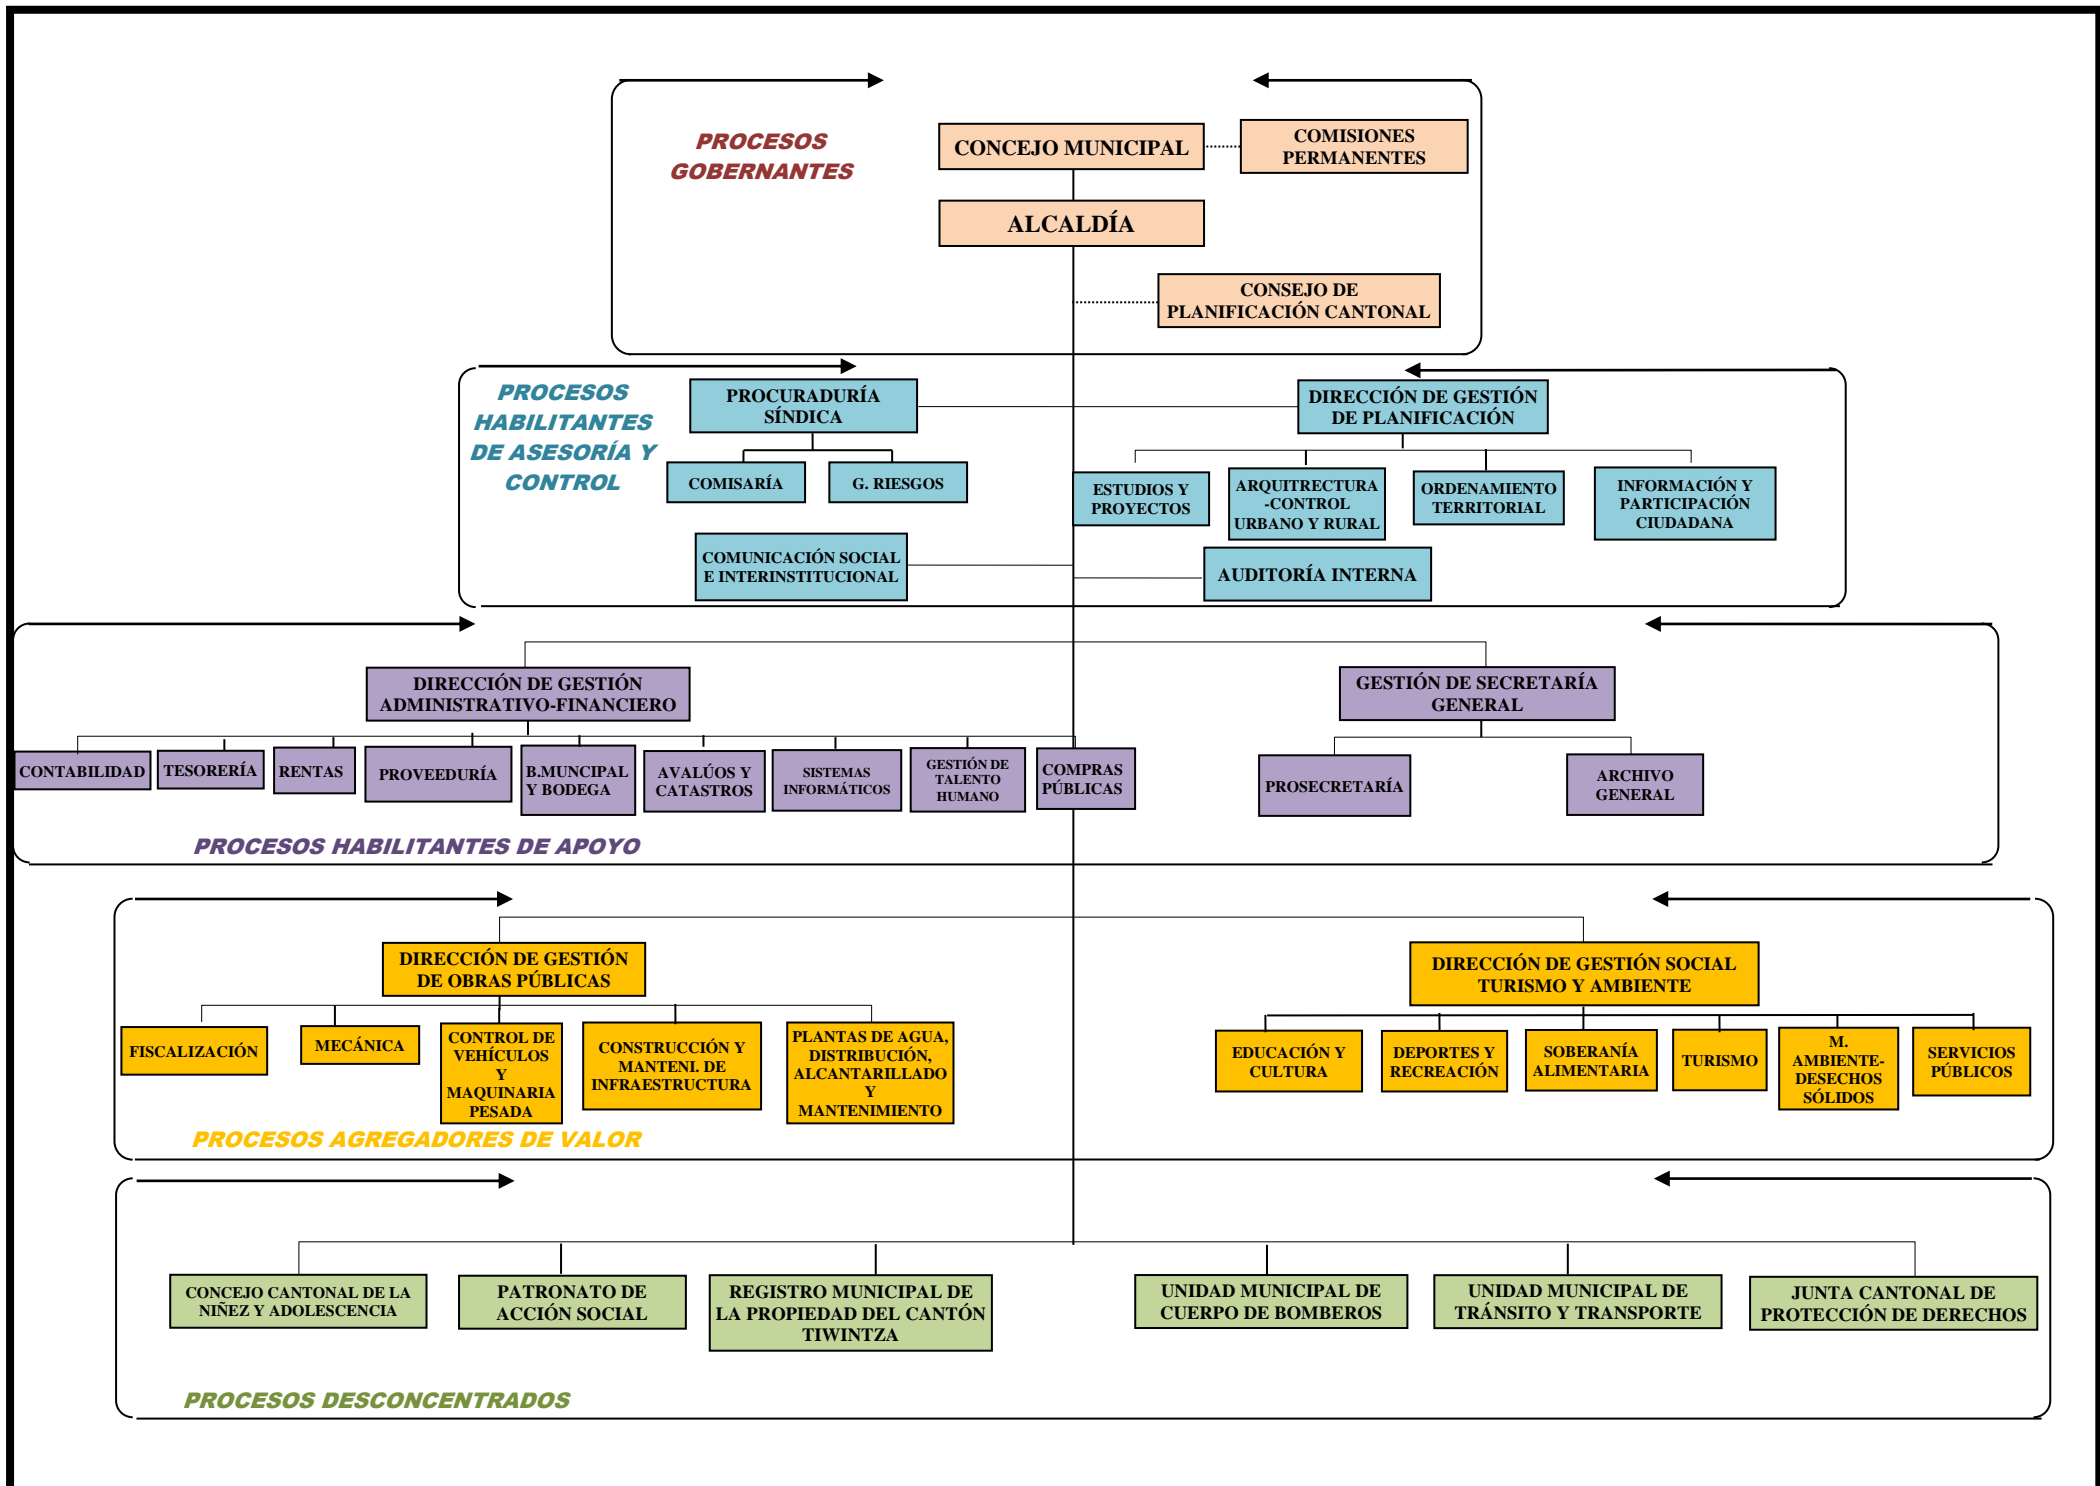 PROCESOS
GOBERNANTES
CONCEJO MUNICIPAL
COMISIONES
PERMANENTES
ALCALDÍA
CONSEJO DE
PLANIFICACIÓN CANTONAL
PROCESOS
HABILITANTES
DE ASESORÍA Y
CONTROL
PROCURADURÍA
SÍNDICA
DIRECCIÓN DE GESTIÓN
DE PLANIFICACIÓN
COMISARÍA
G. RIESGOS
ESTUDIOS Y
PROYECTOS
ARQUITRECTURA
-CONTROL
URBANO Y RURAL
ORDENAMIENTO
TERRITORIAL
INFORMACIÓN Y
PARTICIPACIÓN
CIUDADANA
COMUNICACIÓN SOCIAL
E INTERINSTITUCIONAL
AUDITORÍA INTERNA
DIRECCIÓN DE GESTIÓN
ADMINISTRATIVO-FINANCIERO
GESTIÓN DE SECRETARÍA
GENERAL
CONTABILIDAD
TESORERÍA
RENTAS
PROVEEDURÍA
B.MUNCIPAL
Y BODEGA
AVALÚOS Y
CATASTROS
SISTEMAS
INFORMÁTICOS
GESTIÓN DE
TALENTO
HUMANO
COMPRAS
PÚBLICAS
PROSECRETARÍA
ARCHIVO
GENERAL
PROCESOS HABILITANTES DE APOYO
DIRECCIÓN DE GESTIÓN
DE OBRAS PÚBLICAS
DIRECCIÓN DE GESTIÓN SOCIAL
TURISMO Y AMBIENTE
FISCALIZACIÓN
MECÁNICA
CONTROL DE
VEHÍCULOS
Y
MAQUINARIA
PESADA
CONSTRUCCIÓN Y
MANTENI. DE
INFRAESTRUCTURA
PLANTAS DE AGUA,
DISTRIBUCIÓN,
ALCANTARILLADO
Y
MANTENIMIENTO
EDUCACIÓN Y
CULTURA
DEPORTES Y
RECREACIÓN
SOBERANÍA
ALIMENTARIA
TURISMO
M.
AMBIENTE-
DESECHOS
SÓLIDOS
SERVICIOS
PÚBLICOS
PROCESOS AGREGADORES DE VALOR
CONCEJO CANTONAL DE LA
NIÑEZ Y ADOLESCENCIA
PATRONATO DE
ACCIÓN SOCIAL
REGISTRO MUNICIPAL DE
LA PROPIEDAD DEL CANTÓN
TIWINTZA
UNIDAD MUNICIPAL DE
CUERPO DE BOMBEROS
UNIDAD MUNICIPAL DE
TRÁNSITO Y TRANSPORTE
JUNTA CANTONAL DE
PROTECCIÓN DE DERECHOS
PROCESOS DESCONCENTRADOS